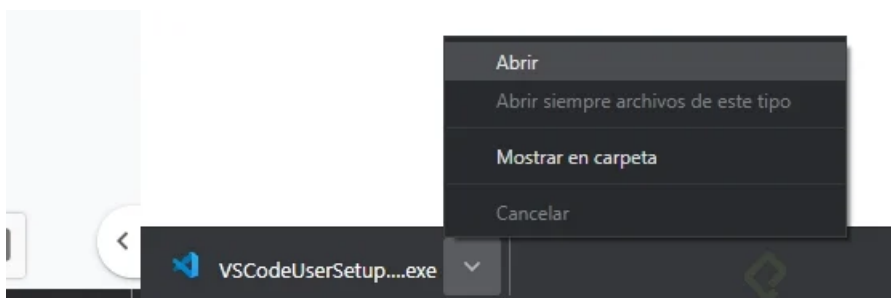 Abrir
Abrir siempre archivos de este tipo
Mostrar en carpeta
Cancelar
VSCodeUserSetup....exe